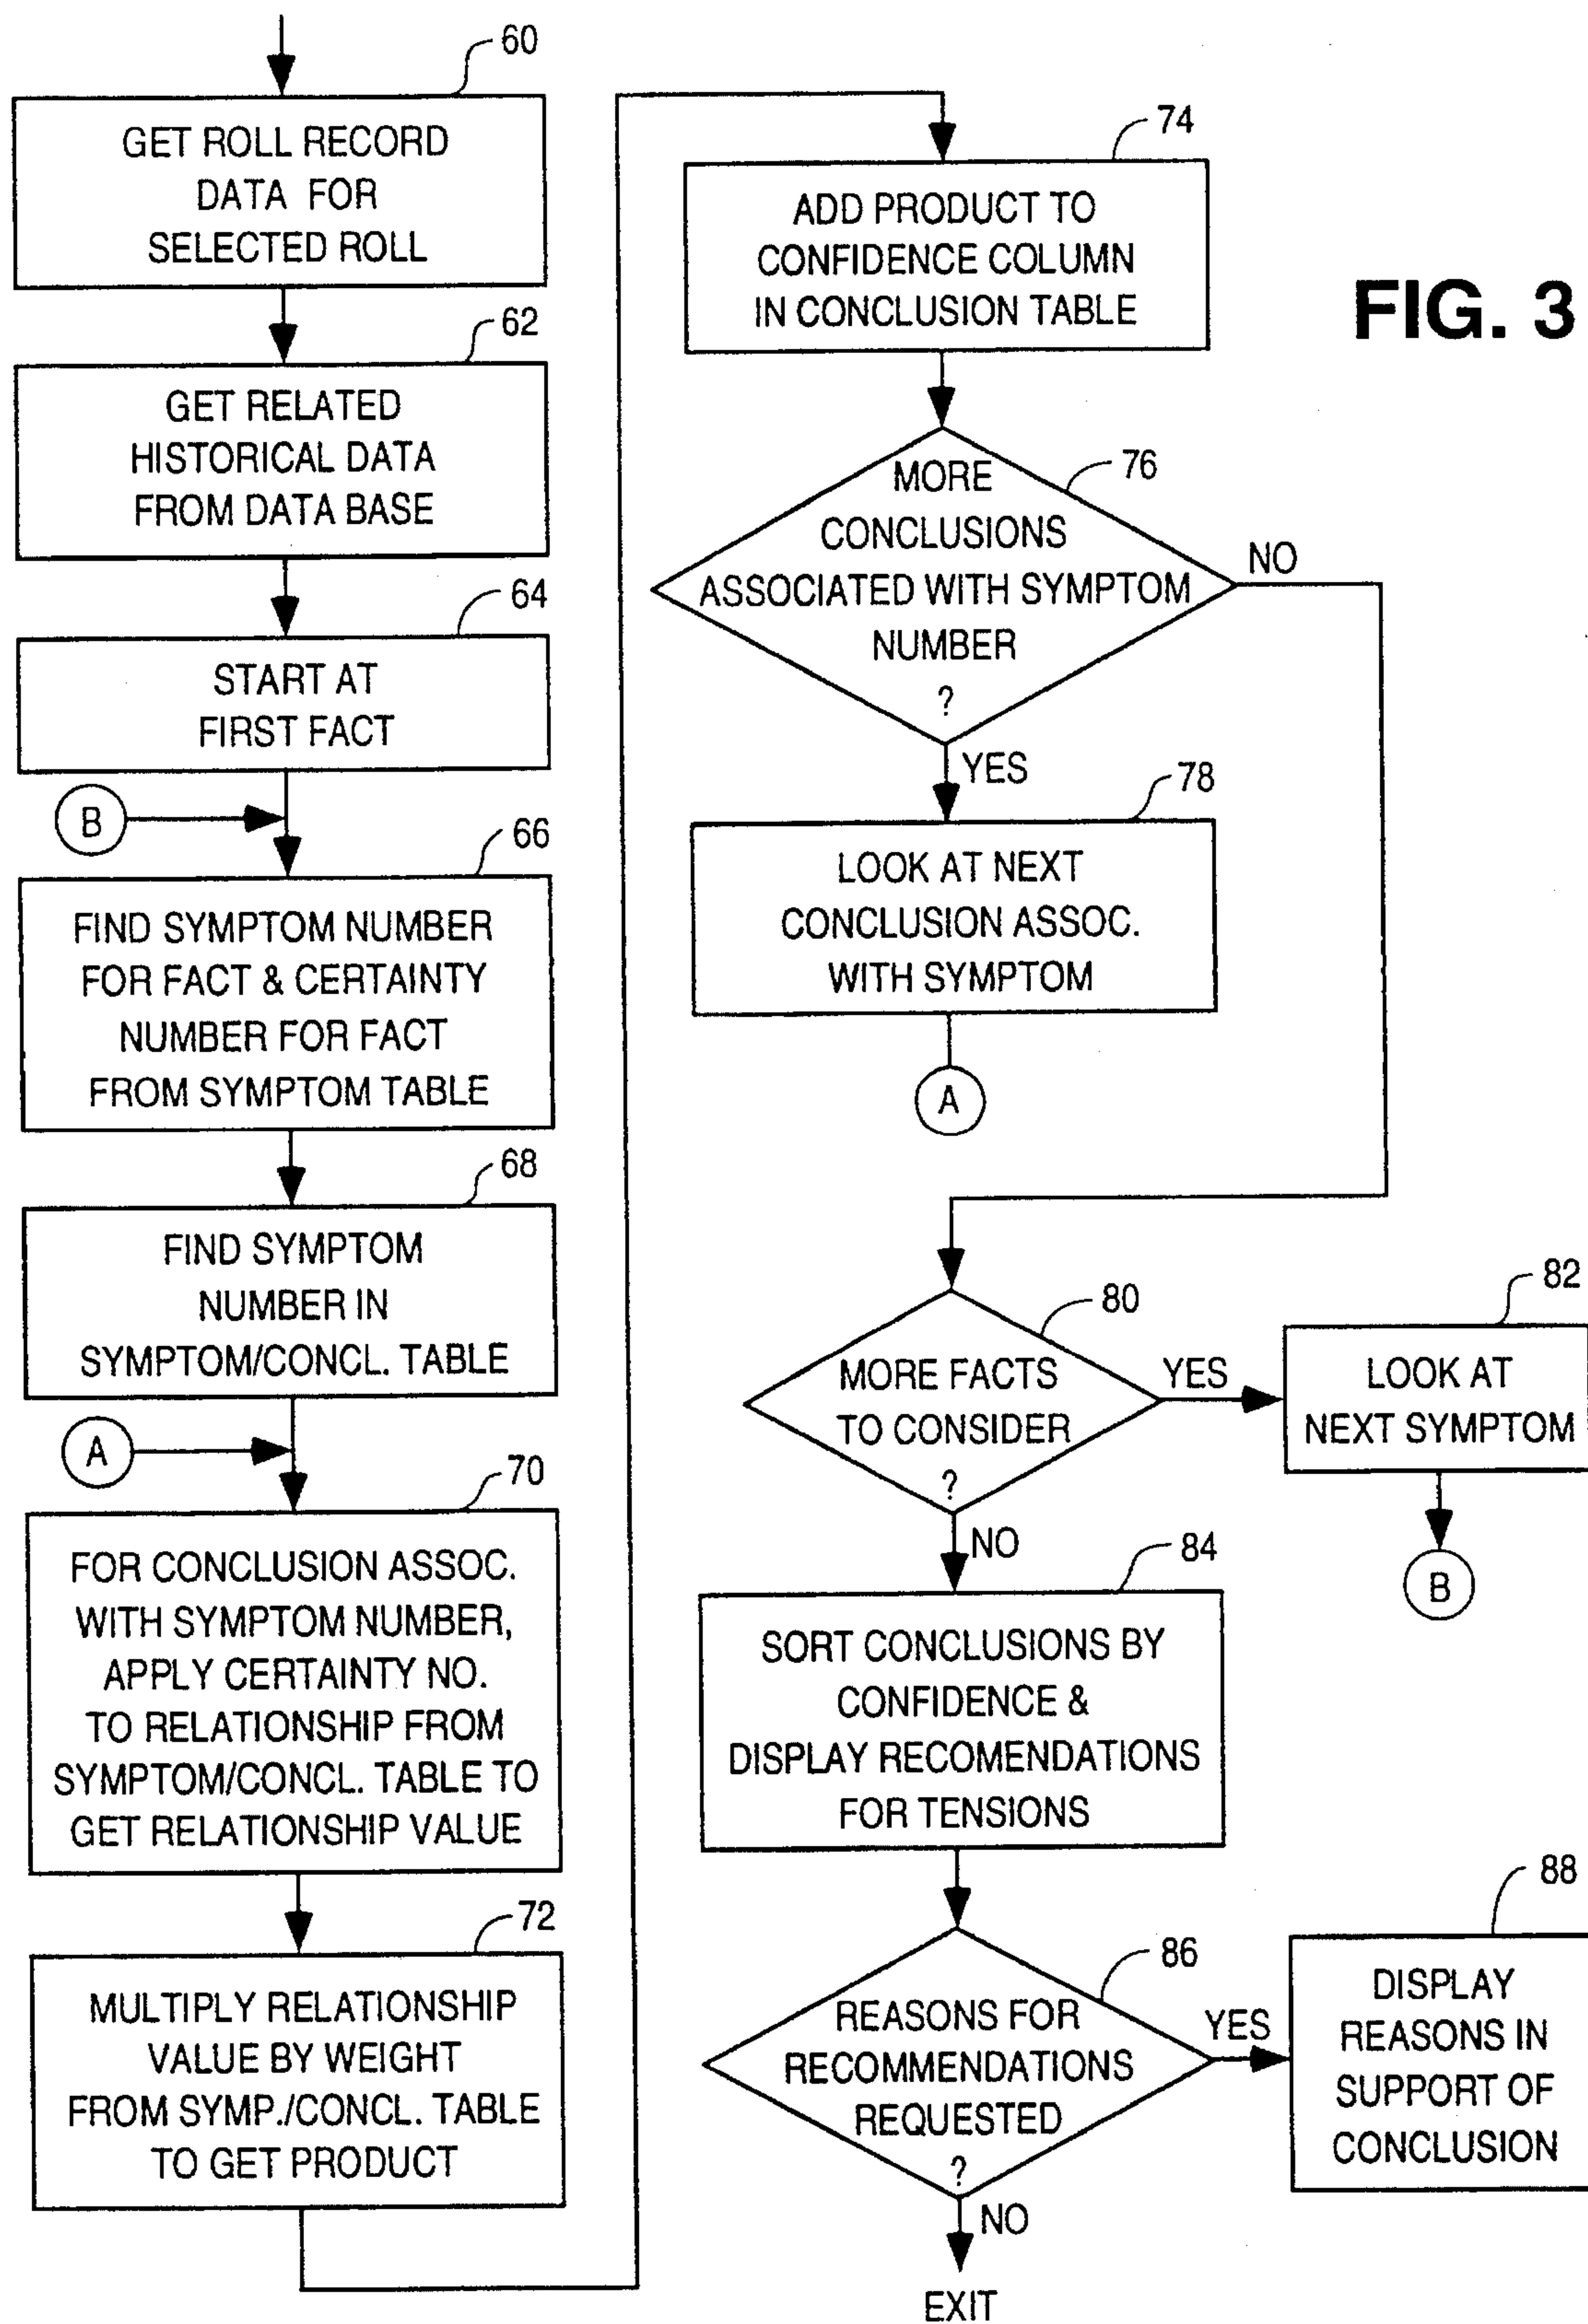 60
GET ROLL RECORD
DATA FOR
SELECTED ROLL
62
GET RELATED
HISTORICAL DATA
FROM DATA BASE
64
START AT
FIRST FACT
B
66
FIND SYMPTOM NUMBER
FOR FACT & CERTAINTY
NUMBER FOR FACT
FROM SYMPTOM TABLE
68
FIND SYMPTOM
NUMBER IN
SYMPTOM/CONCL. TABLE
A
70
FOR CONCLUSION ASSOC.
WITH SYMPTOM NUMBER,
APPLY CERTAINTY NO.
TO RELATIONSHIP FROM
SYMPTOM/CONCL. TABLE TO
GET RELATIONSHIP VALUE
72
MULTIPLY RELATIONSHIP
VALUE BY WEIGHT
FROM SYMP./CONCL. TABLE
TO GET PRODUCT
74
ADD PRODUCT TO
CONFIDENCE COLUMN
IN CONCLUSION TABLE
FIG. 3
76
MORE
CONCLUSIONS
ASSOCIATED WITH SYMPTOM
NUMBER
?
NO
YES
78
LOOK AT NEXT
CONCLUSION ASSOC.
WITH SYMPTOM
A
80
MORE FACTS
TO CONSIDER
?
YES
82
LOOK AT
NEXT SYMPTOM
B
NO
84
SORT CONCLUSIONS BY
CONFIDENCE &
DISPLAY RECOMENDATIONS
FOR TENSIONS
86
REASONS FOR
RECOMMENDATIONS
REQUESTED
?
YES
88
DISPLAY
REASONS IN
SUPPORT OF
CONCLUSION
NO
EXIT